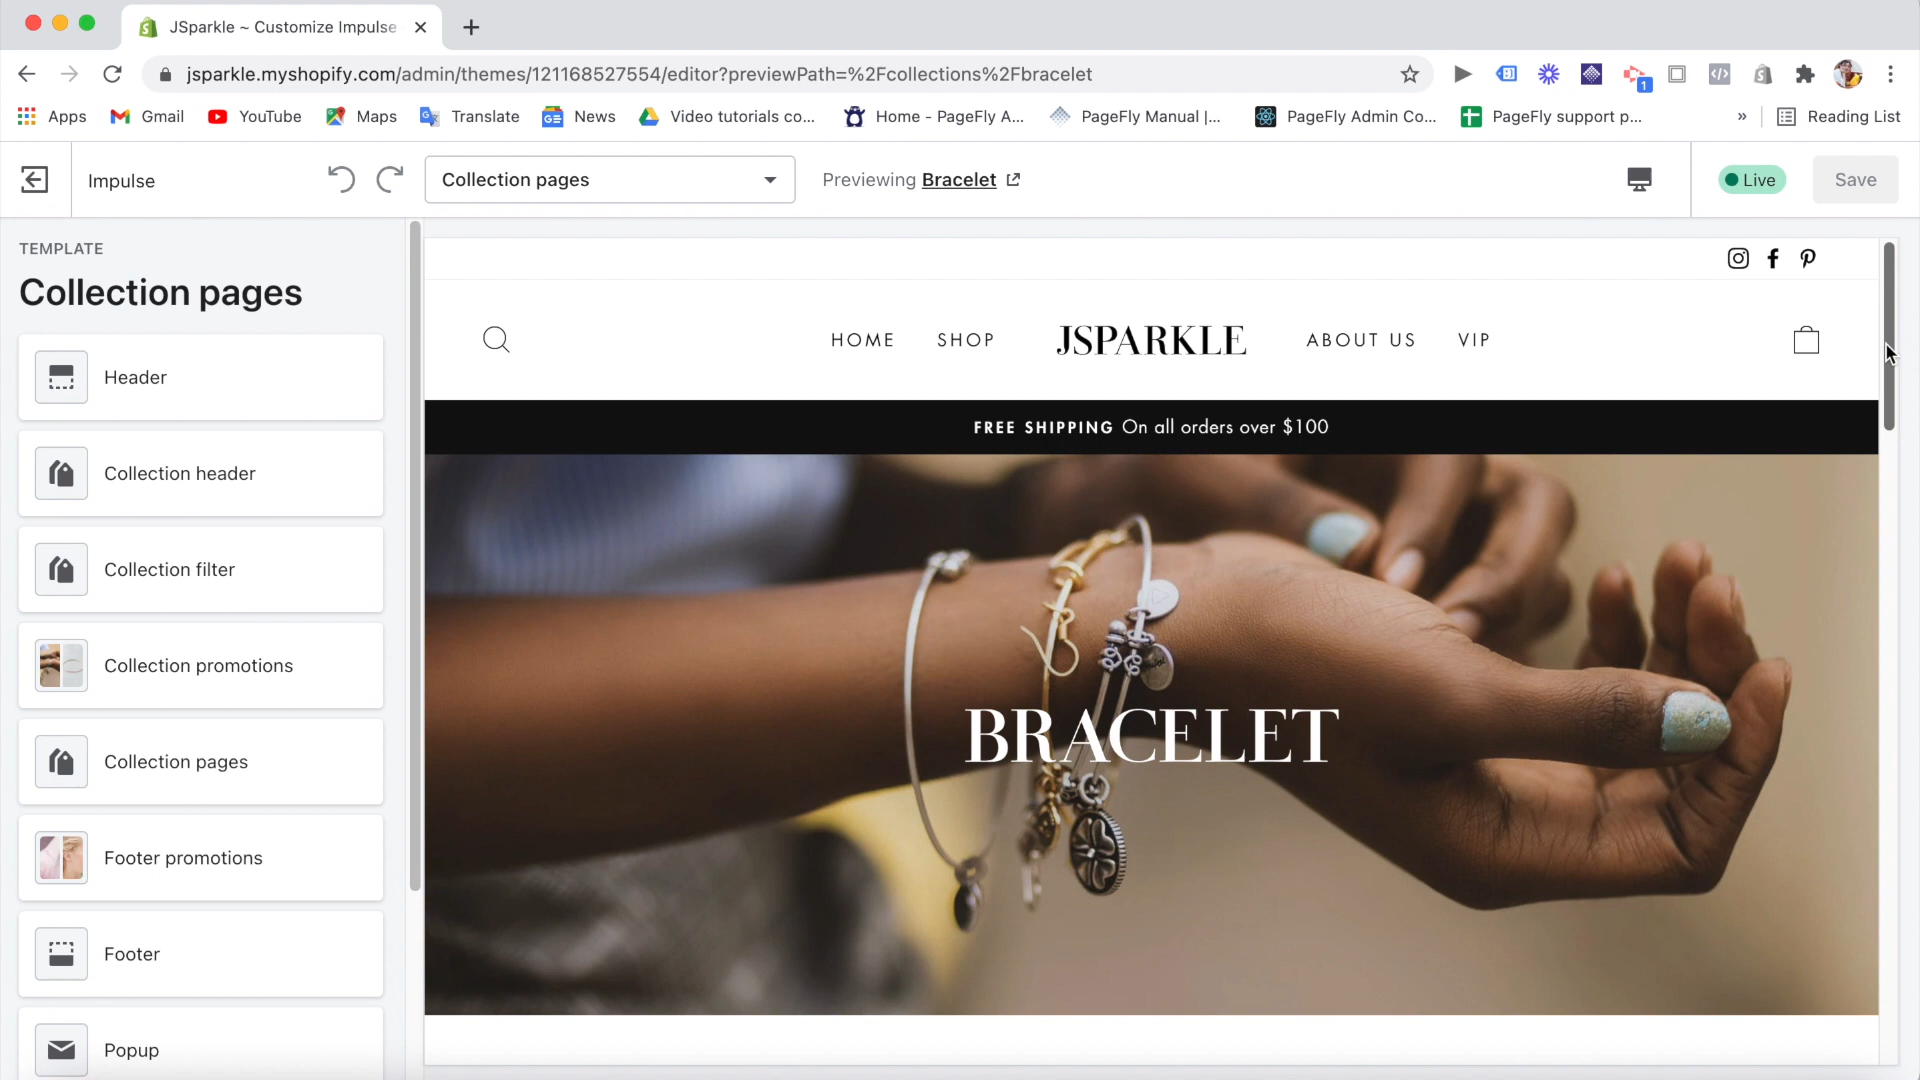 JSparkle ~ Customize Impulse
jsparkle.myshopify.com/admin/themes/121168527554/editor?previewPath=%2Fcollections%2Fbracelet
1
Apps Gmail YouTube Maps Translate News Video tutorials co... Home - PageFly A... PageFly Manual |... PageFly Admin Co... PageFly support p... » Reading List
Impulse
Collection pages
Previewing Bracelet
Live
Save
TEMPLATE
Collection pages
Header
Collection header
Collection filter
Collection promotions
Collection pages
Footer promotions
Footer
Popup
HOME SHOP JSPARKLE ABOUT US VIP
FREE SHIPPING On all orders over $100
BRACELET